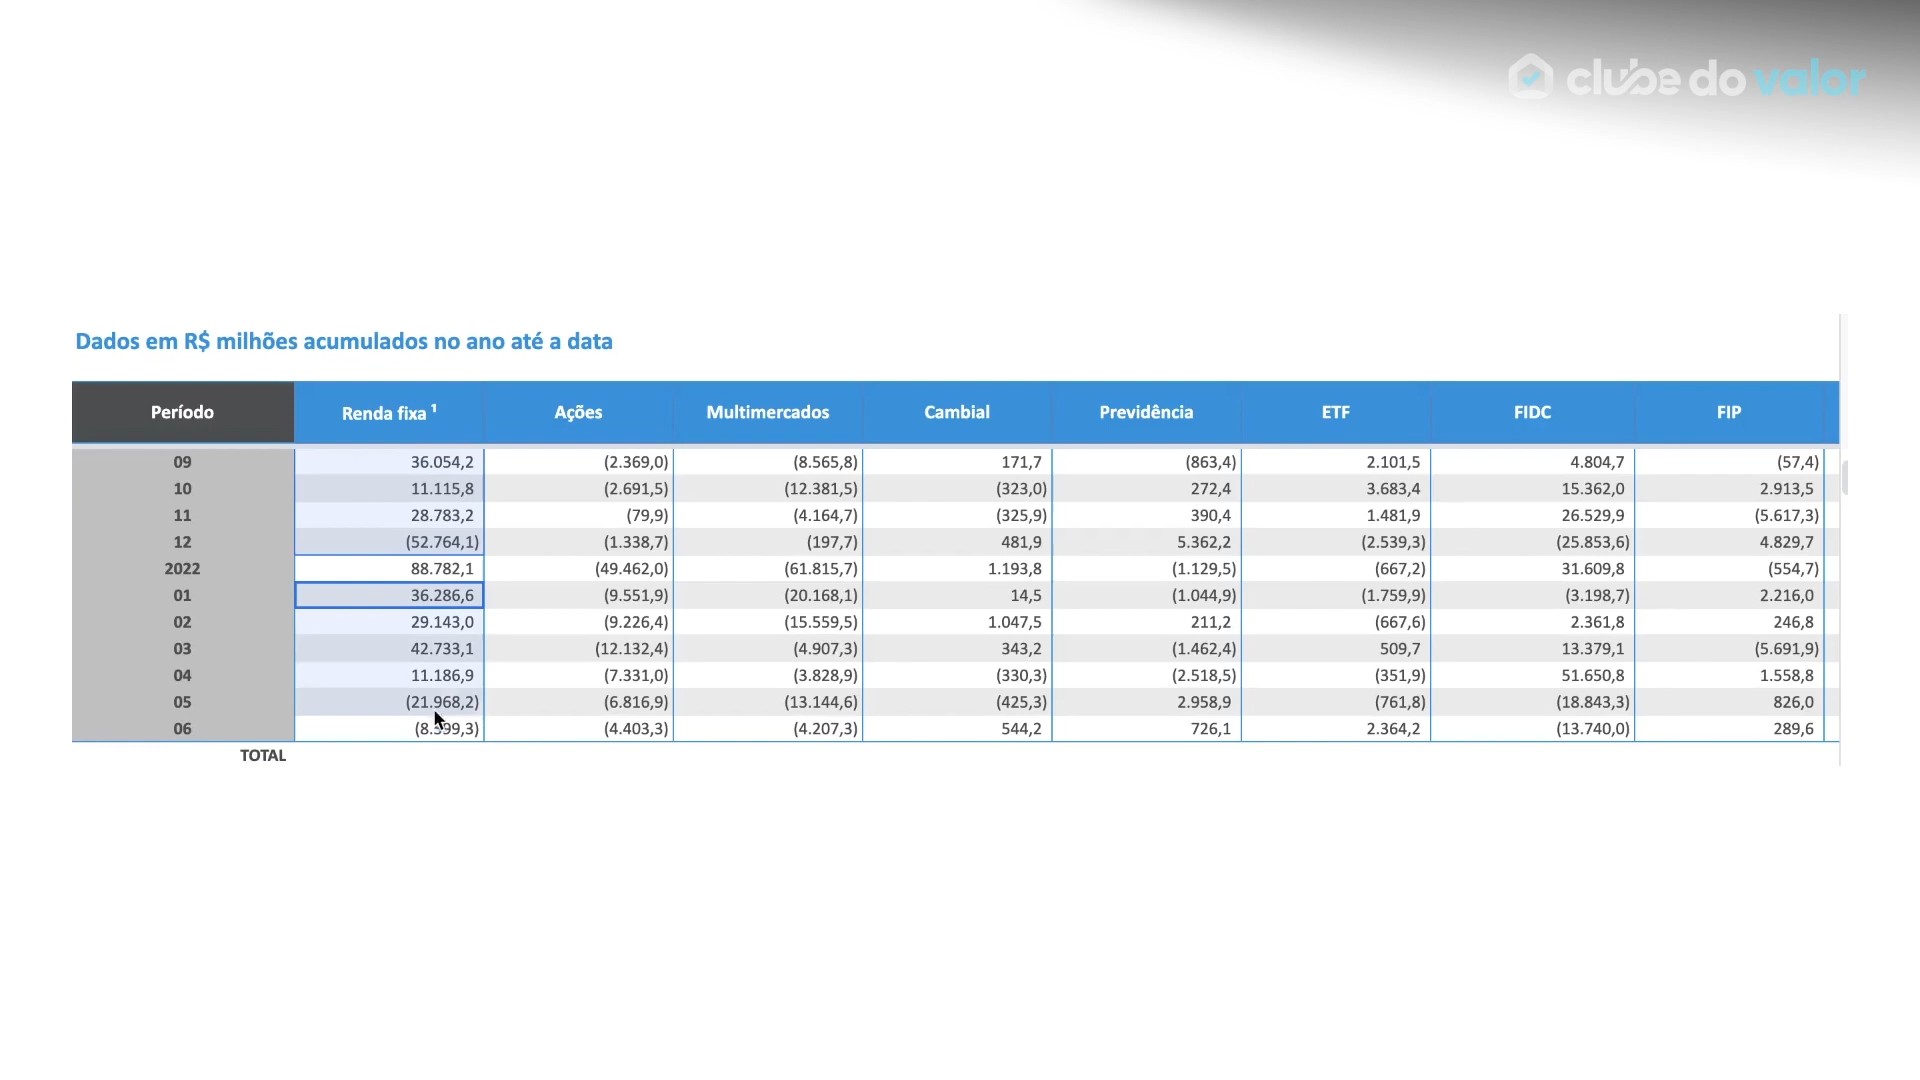 clube do valor
Dados em R$ milhões acumulados no ano até a data
Período Renda fixa ¹ Ações Multimercados Cambial Previdência ETF FIDC FIP
09 36.054,2 (2.369,0) (8.565,8) 171,7 (863,4) 2.101,5 4.804,7 (57,4)
10 11.115,8 (2.691,5) (12.381,5) (323,0) 272,4 3.683,4 15.362,0 2.913,5
11 28.783,2 (79,9) (4.164,7) (325,9) 390,4 1.481,9 26.529,9 (5.617,3)
12 (52.764,1) (1.338,7) (197,7) 481,9 5.362,2 (2.539,3) (25.853,6) 4.829,7
2022 88.782,1 (49.462,0) (61.815,7) 1.193,8 (1.129,5) (667,2) 31.609,8 (554,7)
01 36.286,6 (9.551,9) (20.168,1) 14,5 (1.044,9) (1.759,9) (3.198,7) 2.216,0
02 29.143,0 (9.226,4) (15.559,5) 1.047,5 211,2 (667,6) 2.361,8 246,8
03 42.733,1 (12.132,4) (4.907,3) 343,2 (1.462,4) 509,7 13.379,1 (5.691,9)
04 11.186,9 (7.331,0) (3.828,9) (330,3) (2.518,5) (351,9) 51.650,8 1.558,8
05 (21.968,2) (6.816,9) (13.144,6) (425,3) 2.958,9 (761,8) (18.843,3) 826,0
06 (4.403,3) (4.207,3) 544,2 726,1 2.364,2 (13.740,0) 289,6
TOTAL